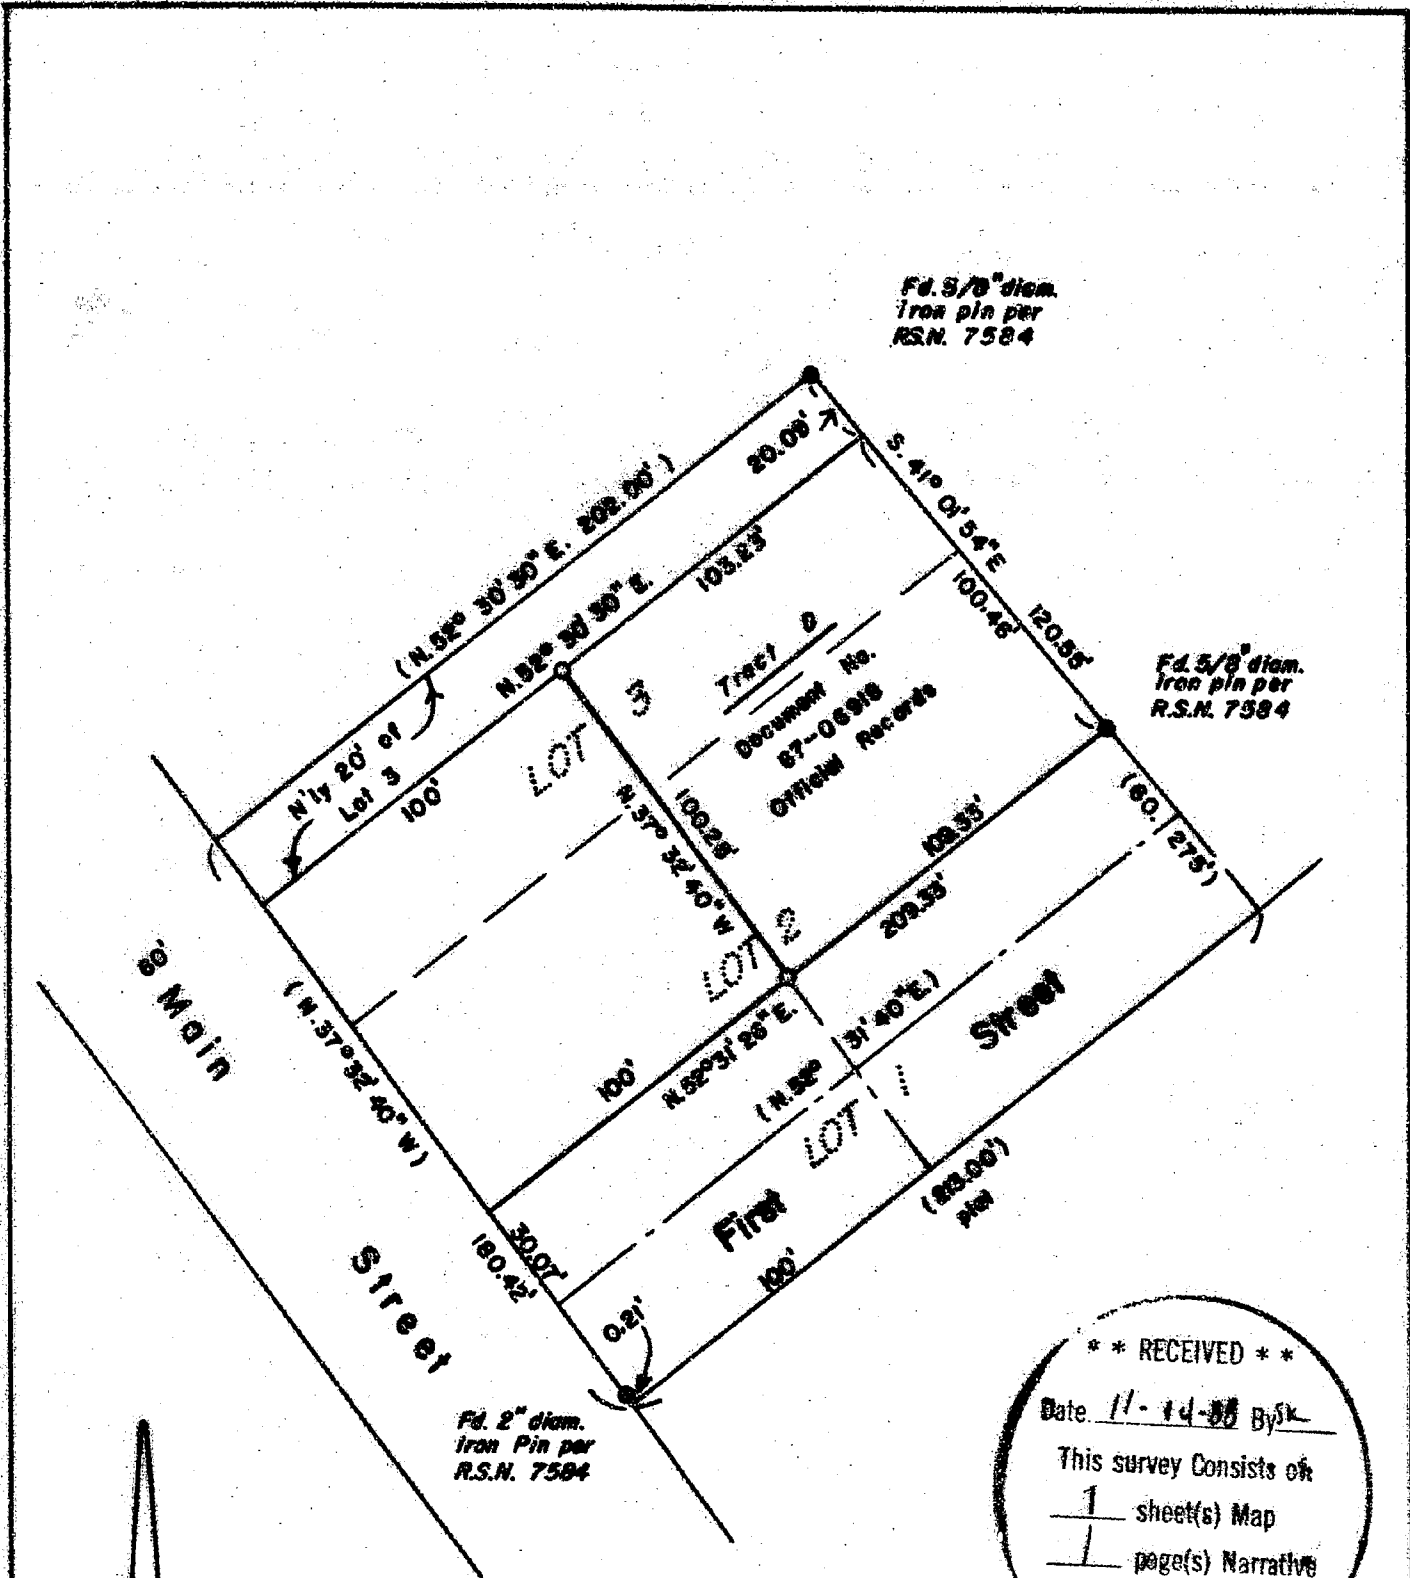 Fd. 5/8" diam.
iron pin per
R.S.N. 7584
20.09'
(N.52° 30' 30" E. 202.00')
S. 41° 01' 54" E
103.23'
N.52° 30' 30" E.
100.46'
120.55'
Tract D
Document No.
87-06916
Official Records
Fd. 5/8" diam.
iron pin per
R.S.N. 7584
LOT 3
N'ly 20' of
Lot 3
100'
N.37° 32' 40" W
100.28'
109.33'
209.33'
(60.275')
LOT 2
60'
Main
Street
(N.37° 32' 40" W)
100'
N.52° 31' 26" E.
(N.52° 31' 40" E.)
First Street
LOT 1
(213.00')
plat
30.07'
180.42'
100'
0.21'
Fd. 2" diam.
Iron Pin per
R.S.N. 7584
* * RECEIVED * *
Date 11- By SK
This survey Consists of:
1 sheet(s) Map
1 page(s) Narrative